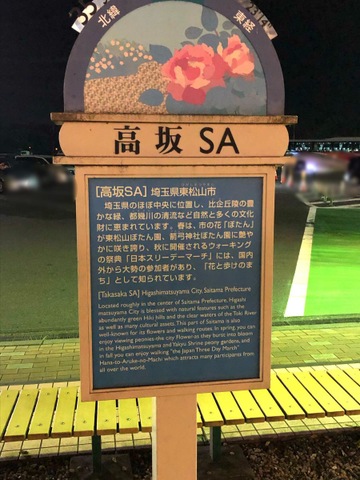 北緯
東経
高坂 SA
[高坂SA] 埼玉県東松山市
埼玉県のほぼ中央に位置し、比企丘陵の豊
かな緑、都幾川の清流など自然と多くの文化
財に恵まれています。春は、市の花「ぼたん」
が東松山ぼたん園、箭弓神社ぼたん園に艶や
かに咲き誇り、秋に開催されるウォーキング
の祭典「日本スリーデーマーチ」には、国内
外から大勢の参加者があり、「花と歩けのま
ち」として知られています。
[Takasaka SA] Higashimatsuyama City, Saitama Prefecture
Located roughly in the center of Saitama Prefecture, Higashi
matsuyama City is blessed with natural features such as the
abundantly green Hiki hills and the clear waters of the Toki River
as well as many cultural assets. This part of Saitama is also
well-known for its flowers and walking routes. In spring, you can
enjoy viewing peonies-the City Flower-as they burst into bloom
in the Higashimatsuyama and Yakyu Shrine peony gardens, and
in fall you can enjoy walking "the Japan Three Day March".
Hana-to-Aruke-no-Machi which attracts many participants from
all over the world.